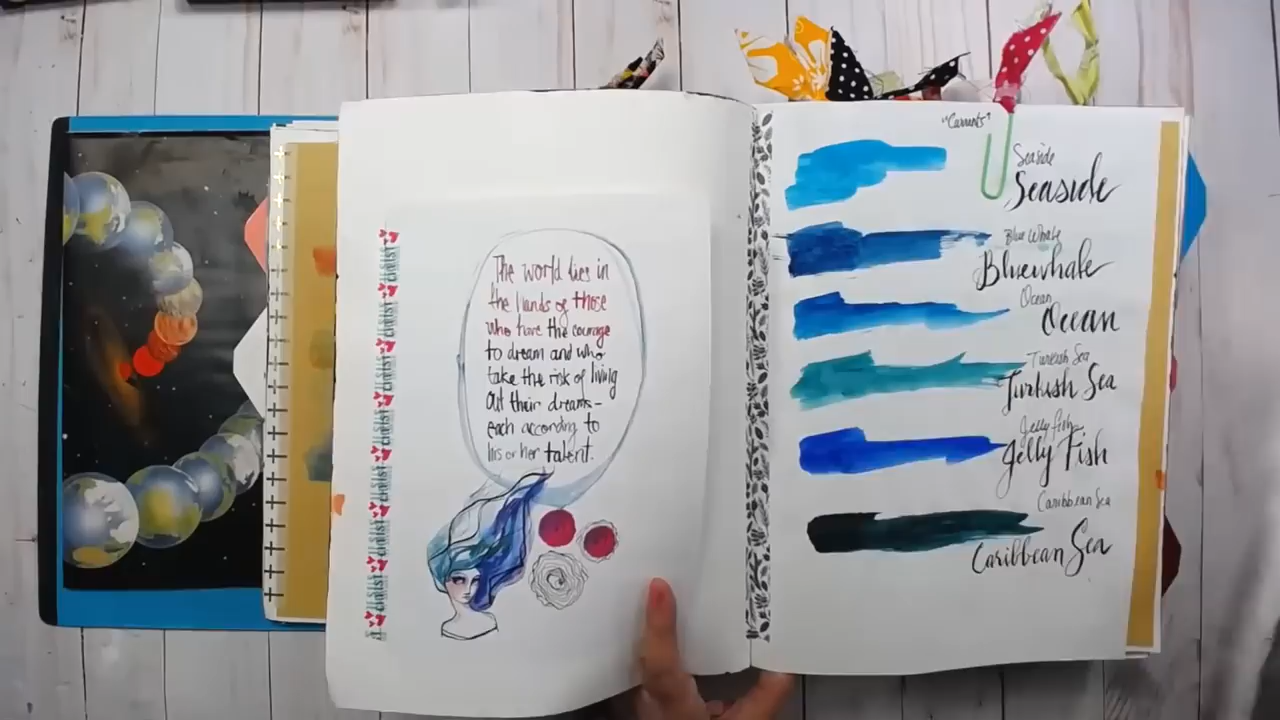 The world lies in
the hands of those
who have the courage
to dream and who
take the risk of living
out their dreams -
each according to
his or her talent.
"Currents"
Seaside
Seaside
Blue Whale
Bluewhale
Ocean
Ocean
Turkish Sea
Turkish Sea
Jelly fish
Jelly Fish
Caribbean Sea
Caribbean Sea